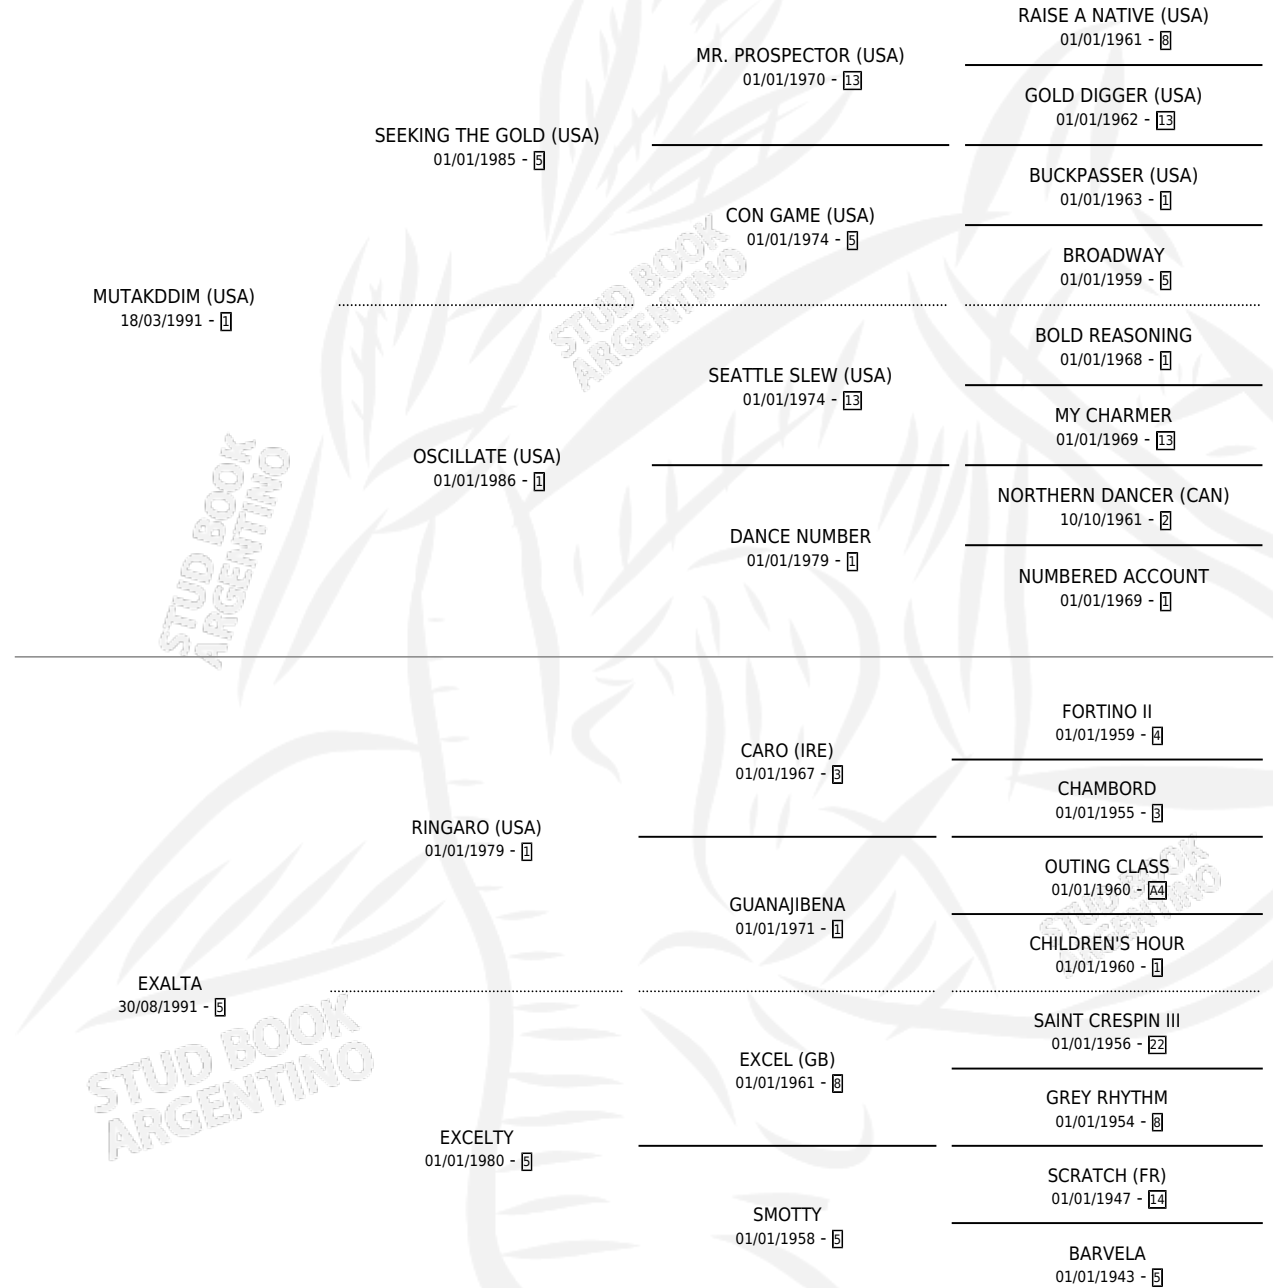 RAISE A NATIVE (USA)
01/01/1961 - 8
MR. PROSPECTOR (USA)
01/01/1970 - 13
GOLD DIGGER (USA)
01/01/1962 - 13
SEEKING THE GOLD (USA)
01/01/1985 - 5
BUCKPASSER (USA)
01/01/1963 - 1
CON GAME (USA)
01/01/1974 - 5
BROADWAY
01/01/1959 - 5
MUTAKDDIM (USA)
18/03/1991 - 1
STUD BOOK
ARGENTINO
BOLD REASONING
01/01/1968 - 1
SEATTLE SLEW (USA)
01/01/1974 - 13
MY CHARMER
01/01/1969 - 13
OSCILLATE (USA)
01/01/1986 - 1
NORTHERN DANCER (CAN)
10/10/1961 - 2
DANCE NUMBER
01/01/1979 - 1
NUMBERED ACCOUNT
01/01/1969 - 1
STUD BOOK
ARGENTINO
FORTINO II
01/01/1959 - 4
CARO (IRE)
01/01/1967 - 3
CHAMBORD
01/01/1955 - 3
RINGARO (USA)
01/01/1979 - 1
OUTING CLASS
01/01/1960 - A4
GUANAJIBENA
01/01/1971 - 1
CHILDREN'S HOUR
01/01/1960 - 1
STUD BOOK
ARGENTINO
EXALTA
30/08/1991 - 5
SAINT CRESPIN III
01/01/1956 - 22
EXCEL (GB)
01/01/1961 - 8
GREY RHYTHM
01/01/1954 - 8
STUD BOOK
ARGENTINO
EXCELTY
01/01/1980 - 5
SCRATCH (FR)
01/01/1947 - 14
SMOTTY
01/01/1958 - 5
BARVELA
01/01/1943 - 5